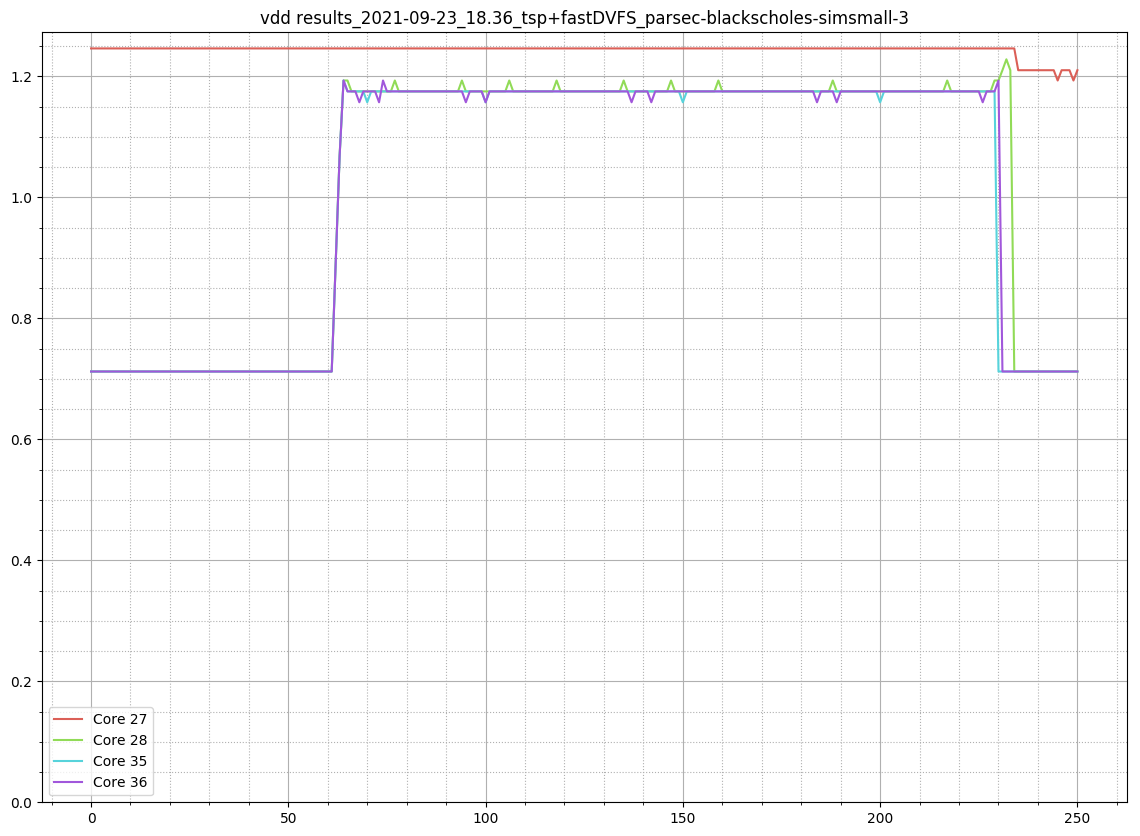 vdd results_2021-09-23_18.36_tsp+fastDVFS_parsec-blackscholes-simsmall-3
1.2
1.0
0.8
0.6
0.4
0.2
0.0
Core 27
Core 28
Core 35
Core 36
0 50 100 150 200 250